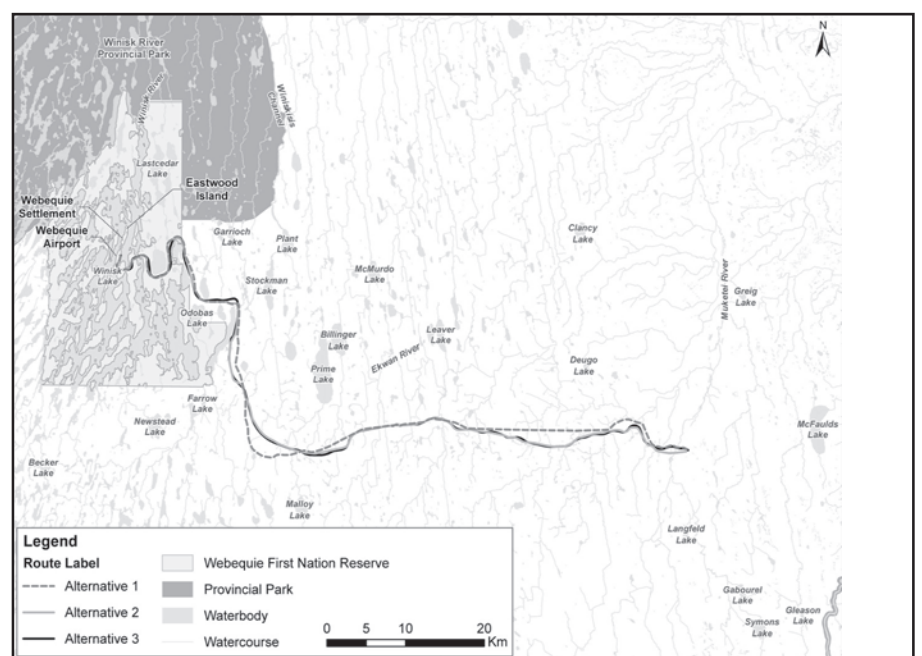 N
Winisk River
Provincial Park
Winisk River
Winiskisis
Channel
Lastcedar
Lake
Eastwood
Island
Webequie
Settlement
Webequie
Airport
Garrioch
Lake
Plant
Lake
Clancy
Lake
Winisk
Lake
Stockman
Lake
McMurdo
Lake
Muketei River
Greig
Lake
Odobas
Lake
Billinger
Lake
Leaver
Lake
Ekwan River
Prime
Lake
Deugo
Lake
Farrow
Lake
Newstead
Lake
McFaulds
Lake
Becker
Lake
Malloy
Lake
Langfeld
Lake
Gabourel
Lake
Symons
Lake
Gleason
Lake
Legend
Route Label
Alternative 1
Alternative 2
Alternative 3
Webequie First Nation Reserve
Provincial Park
Waterbody
Watercourse
0 5 10 20
Km